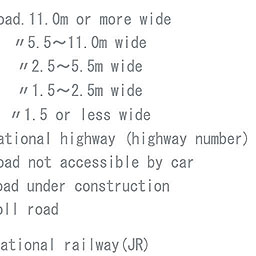 oad.11.0m or more wide
〃5.5～11.0m wide
〃2.5～5.5m wide
〃1.5～2.5m wide
〃1.5 or less wide
ational highway (highway number)
oad not accessible by car
oad under construction
oll road
ational railway(JR)